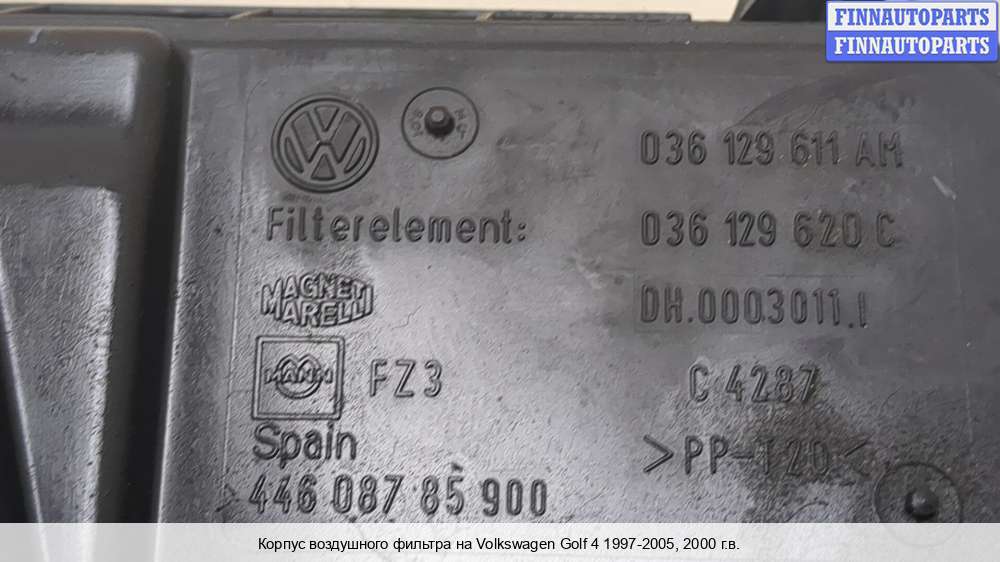 FINNAUTOPARTS
FINNAUTOPARTS
036 129 611 AM
Filterelement:
036 129 620 C
MAGNETI
MARELLI
DH.0003011.I
MANN
FZ3
C 4287
Spain
>PP-T20<
446 087 85 900
Корпус воздушного фильтра на Volkswagen Golf 4 1997-2005, 2000 г.в.